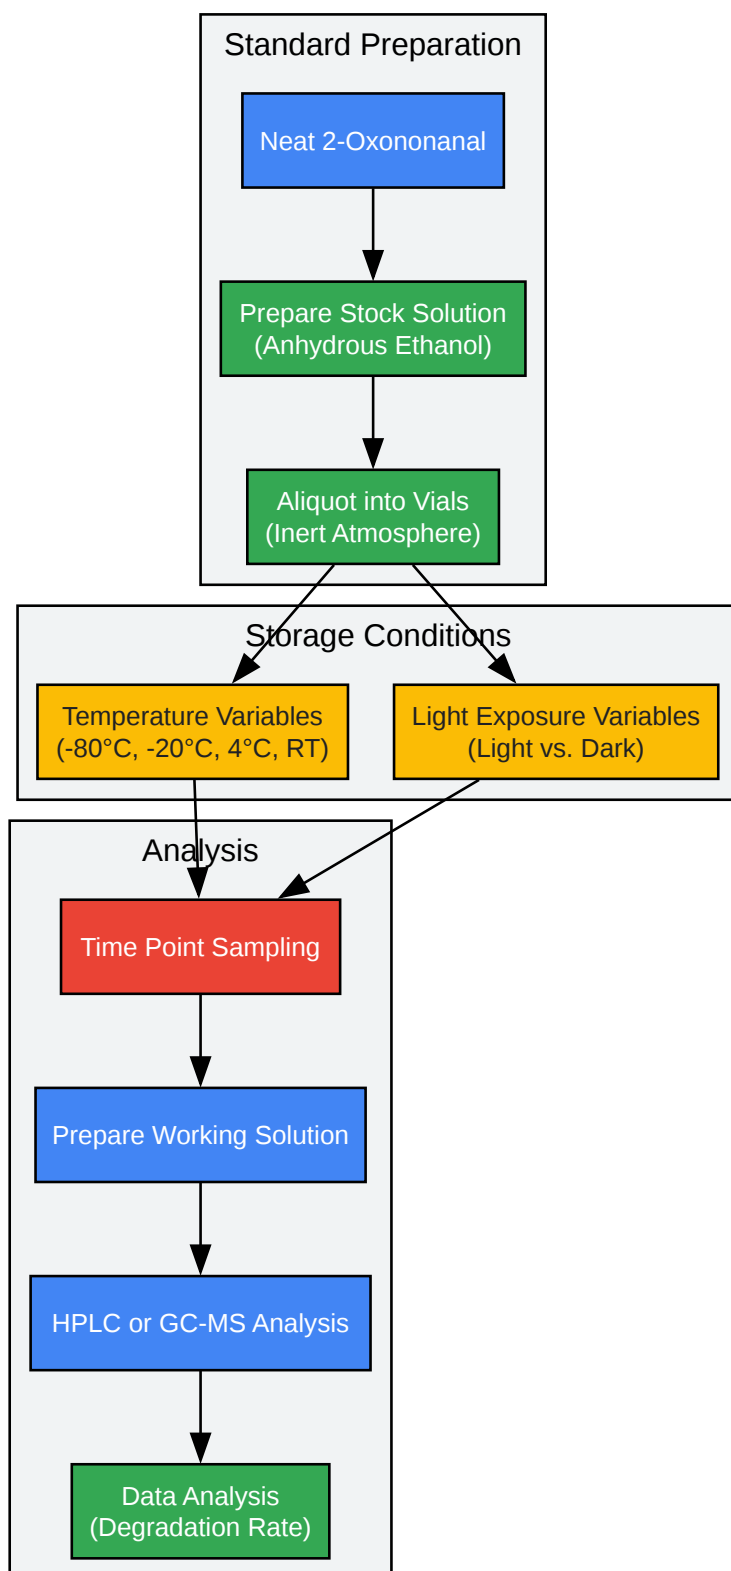 Standard Preparation
Neat 2-Oxononanal
Prepare Stock Solution
(Anhydrous Ethanol)
Aliquot into Vials
(Inert Atmosphere)
Storage Conditions
Temperature Variables
(-80°C, -20°C, 4°C, RT)
Light Exposure Variables
(Light vs. Dark)
Analysis
Time Point Sampling
Prepare Working Solution
HPLC or GC-MS Analysis
Data Analysis
(Degradation Rate)